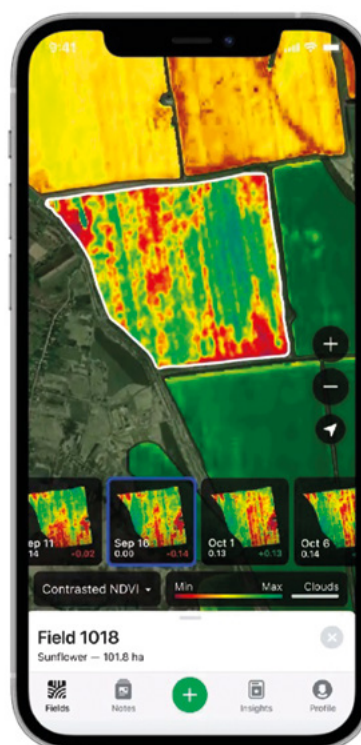 9:41
ep 11
14 -0.02
Sep 16
0.00 -0.14
Oct 1
0.13 +0.13
Oct 6
0.14
Contrasted NDVI
Min Max Clouds
Field 1018
Sunflower — 101.8 ha
Fields
Notes
Insights
Profile